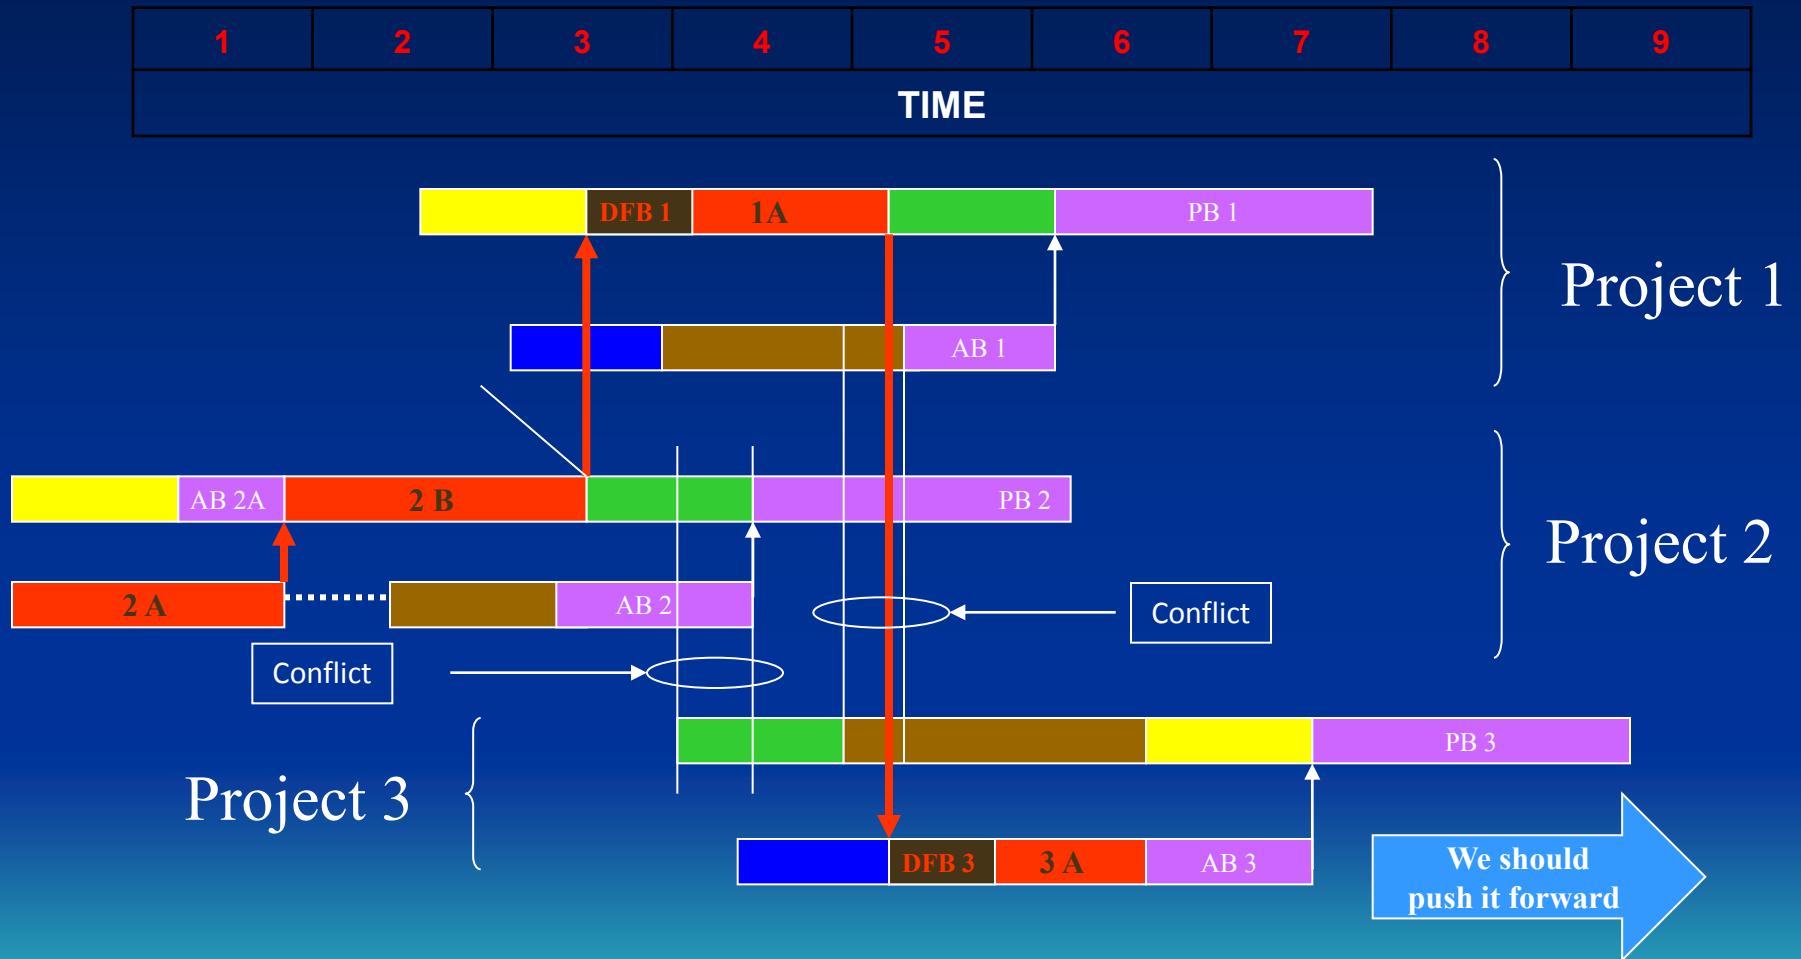 1 2 3 4 5 6 7 8 9
TIME
DFB 1 1A PB 1
Project 1
AB 1
AB 2A 2 B PB 2
Project 2
2 A AB 2
Conflict
Conflict
PB 3
Project 3
DFB 3 3 A AB 3
We should
push it forward